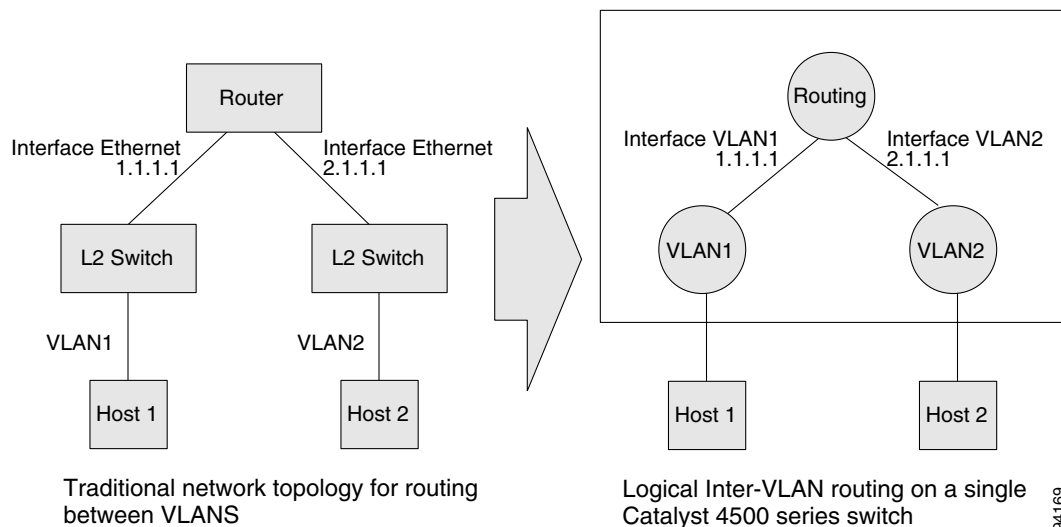 Router
Interface Ethernet
1.1.1.1
Interface Ethernet
2.1.1.1
L2 Switch
L2 Switch
VLAN1
VLAN2
Host 1
Host 2
Traditional network topology for routing
between VLANS
Routing
Interface VLAN1
1.1.1.1
Interface VLAN2
2.1.1.1
VLAN1
VLAN2
Host 1
Host 2
Logical Inter-VLAN routing on a single
Catalyst 4500 series switch